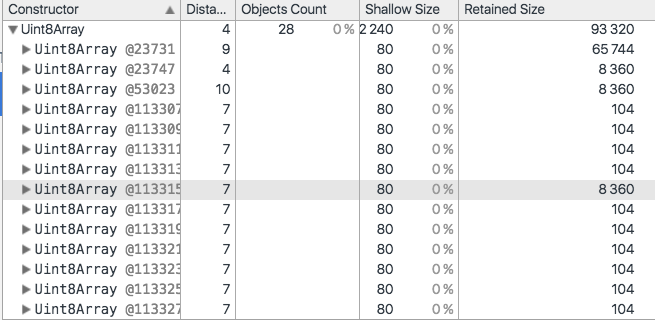 Constructor ▲ Dista... Objects Count Shallow Size Retained Size
▼Uint8Array 4 28 0 % 2 240 0 % 93 320
▶Uint8Array @23731 9 80 0 % 65 744
▶Uint8Array @23747 4 80 0 % 8 360
▶Uint8Array @53023 10 80 0 % 8 360
▶Uint8Array @113307 7 80 0 % 104
▶Uint8Array @113309 7 80 0 % 104
▶Uint8Array @113311 7 80 0 % 104
▶Uint8Array @113313 7 80 0 % 104
▶Uint8Array @113315 7 80 0 % 8 360
▶Uint8Array @113317 7 80 0 % 104
▶Uint8Array @113319 7 80 0 % 104
▶Uint8Array @113321 7 80 0 % 104
▶Uint8Array @113323 7 80 0 % 104
▶Uint8Array @113325 7 80 0 % 104
▶Uint8Array @113327 7 80 0 % 104